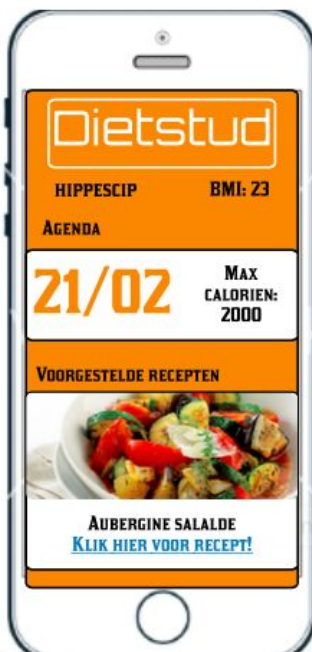 Dietstud
HIPPESCIP BMI: 23
AGENDA
21/02
MAX
CALORIEN:
2000
VOORGESTELDE RECEPTEN
AUBERGINE SALALDE
KLIK HIER VOOR RECEPT!